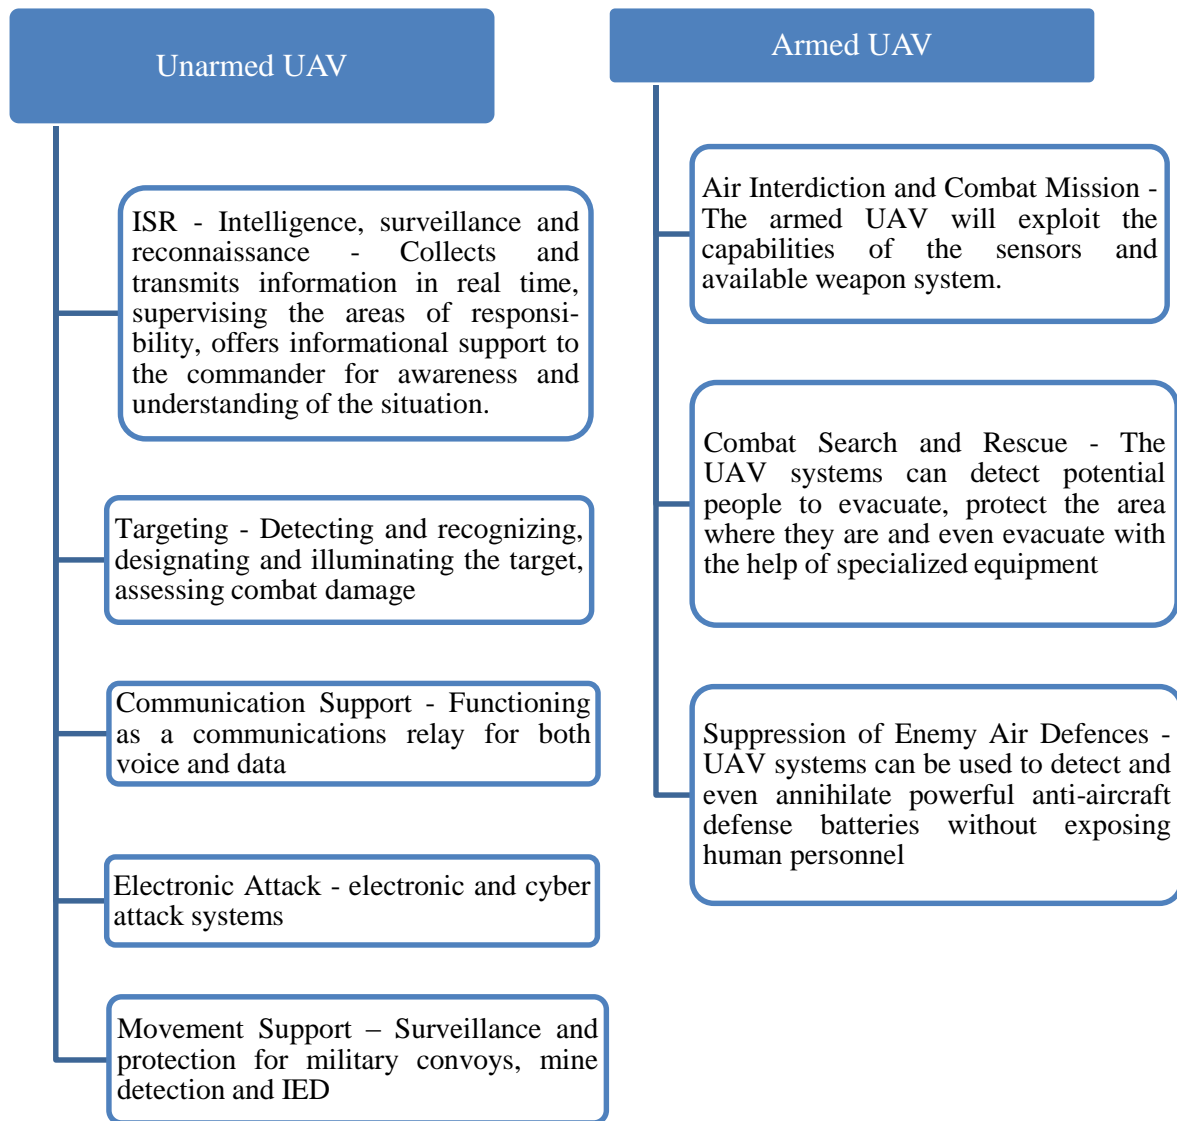 Unarmed UAV
ISR - Intelligence, surveillance and
reconnaissance - Collects and
transmits information in real time,
supervising the areas of responsi-
bility, offers informational support to
the commander for awareness and
understanding of the situation.
Targeting - Detecting and recognizing,
designating and illuminating the target,
assessing combat damage
Communication Support - Functioning
as a communications relay for both
voice and data
Electronic Attack - electronic and cyber
attack systems
Movement Support – Surveillance and
protection for military convoys, mine
detection and IED
Armed UAV
Air Interdiction and Combat Mission -
The armed UAV will exploit the
capabilities of the sensors and
available weapon system.
Combat Search and Rescue - The
UAV systems can detect potential
people to evacuate, protect the area
where they are and even evacuate with
the help of specialized equipment
Suppression of Enemy Air Defences -
UAV systems can be used to detect and
even annihilate powerful anti-aircraft
defense batteries without exposing
human personnel